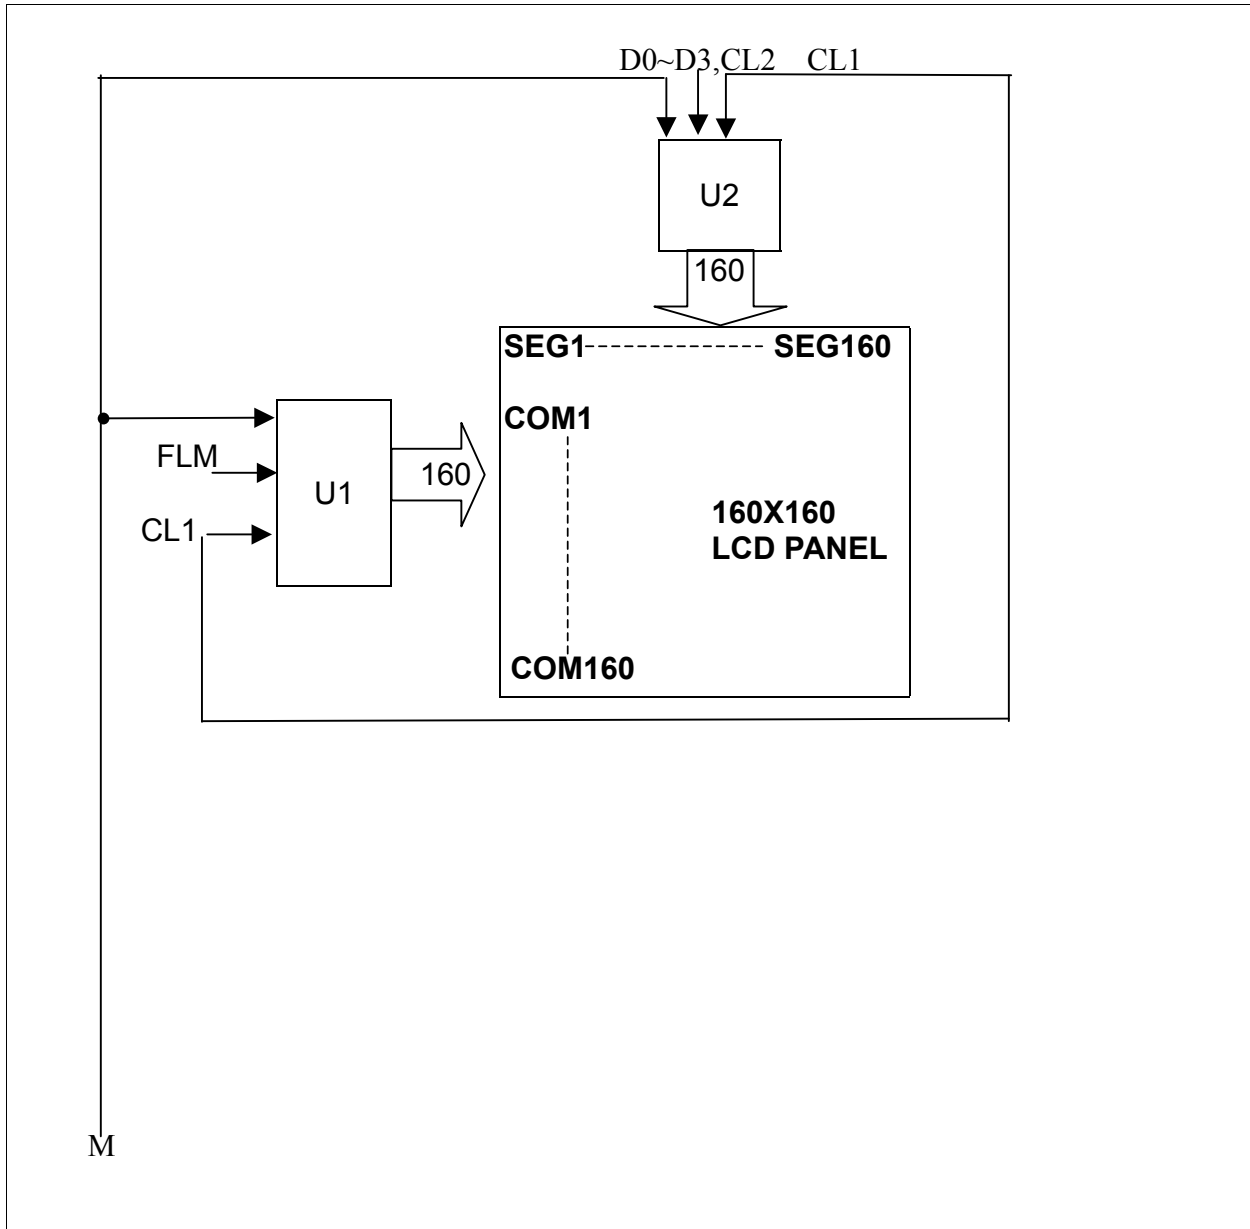 D0~D3,CL2 CL1
U2
160
SEG1 SEG160
COM1
FLM
160
U1
160X160
CL1
LCD PANEL
COM160
M